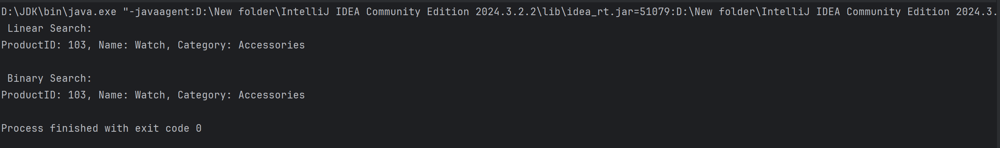 D:\JDK\bin\java.exe "-javaagent:D:\New folder\IntelliJ IDEA Community Edition 2024.3.2.2\lib\idea_rt.jar=51079:D:\New folder\IntelliJ IDEA Community Edition 2024.3.
Linear Search:
ProductID: 103, Name: Watch, Category: Accessories
Binary Search:
ProductID: 103, Name: Watch, Category: Accessories
Process finished with exit code 0